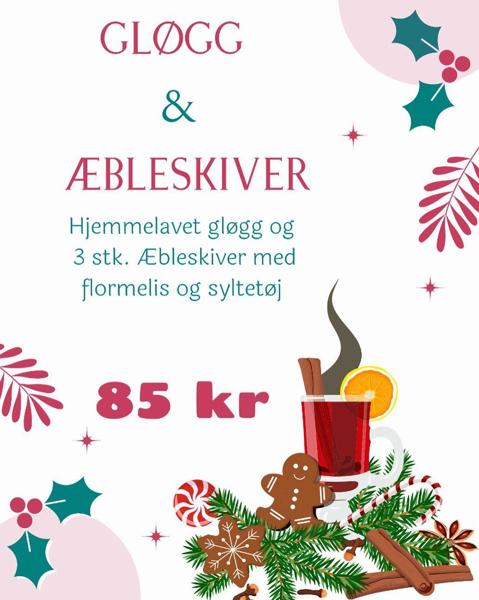 GLØGG
&
ÆBLESKIVER
Hjemmelavet gløgg og
3 stk. Æbleskiver med
flormelis og syltetøj
85 kr